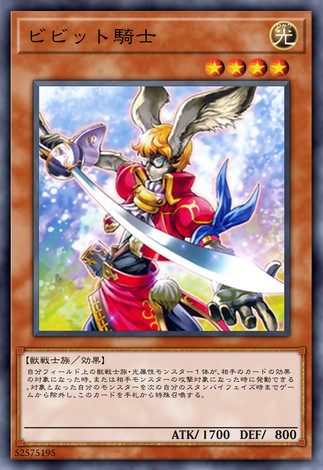 ビビット騎士
光
[獣戦士族／効果]
自分フィールド上の獣戦士族・光属性モンスター１体が、相手のカードの効果
の対象になった時、または相手モンスターの攻撃対象になった時に発動できる。
対象となった自分のモンスターを次の自分のスタンバイフェイズ時までゲ
ームから除外し、このカードを手札から特殊召喚する。
ATK/ 1700 DEF/ 800
52575195